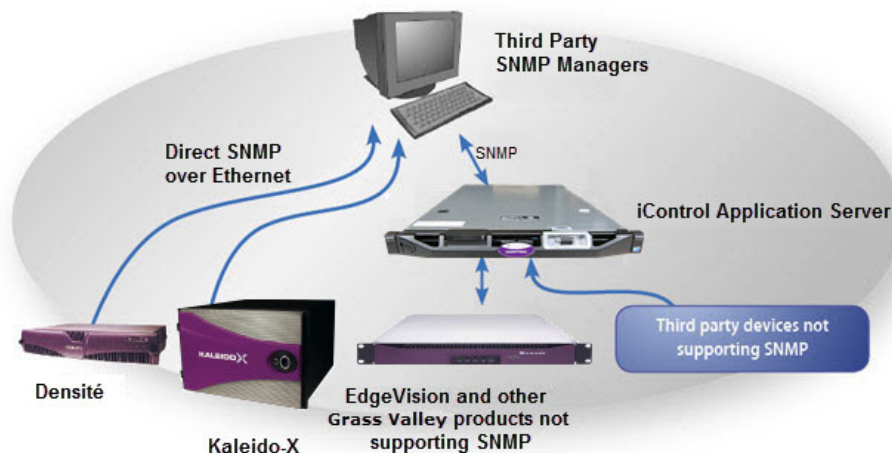 Third Party
SNMP Managers
Direct SNMP
over Ethernet
SNMP
iControl Application Server
KALEIDOX
Third party devices not
supporting SNMP
Densité
EdgeVision and other
Grass Valley products not
supporting SNMP
Kaleido-X